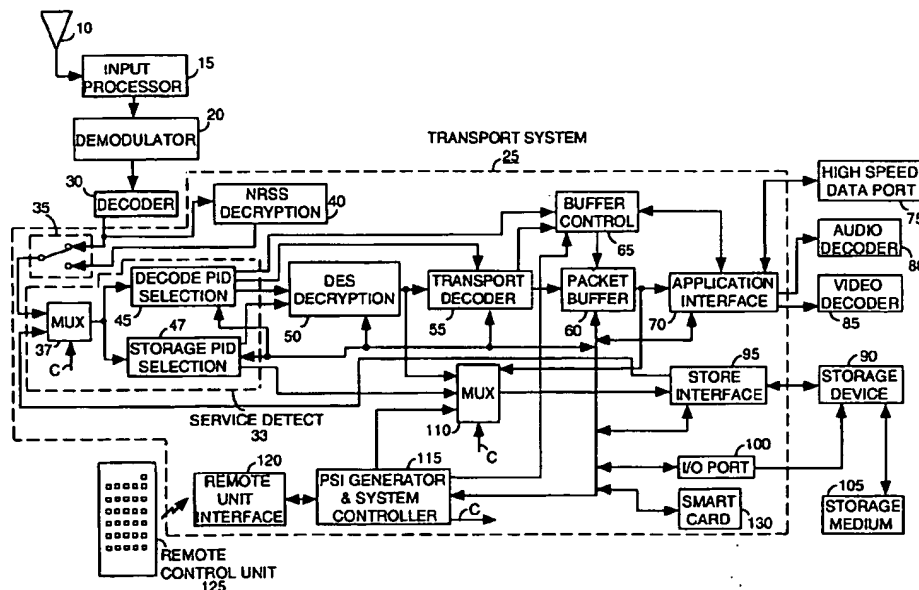 10
INPUT
PROCESSOR
15
DEMODULATOR
20
TRANSPORT SYSTEM
25
DECODER
30
NRSS
DECRYPTION
40
35
BUFFER
CONTROL
65
HIGH SPEED
DATA PORT
75
AUDIO
DECODER
80
DECODE PID
SELECTION
45
DES
DECRYPTION
50
TRANSPORT
DECODER
55
PACKET
BUFFER
60
APPLICATION
INTERFACE
70
VIDEO
DECODER
85
MUX
37
C
47
STORAGE PID
SELECTION
SERVICE DETECT
33
MUX
110
C
95
STORE
INTERFACE
90
STORAGE
DEVICE
120
REMOTE
UNIT
INTERFACE
115
PSI GENERATOR
& SYSTEM
CONTROLLER
C
100
I/O PORT
SMART
CARD
130
105
STORAGE
MEDIUM
REMOTE
CONTROL UNIT
125